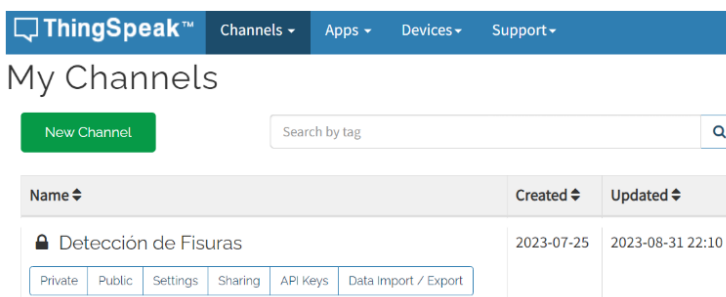 ThingSpeak™ Channels Apps Devices Support
My Channels
New Channel Search by tag
Name Created Updated
Detección de Fisuras 2023-07-25 2023-08-31 22:10
Private Public Settings Sharing API Keys Data Import / Export